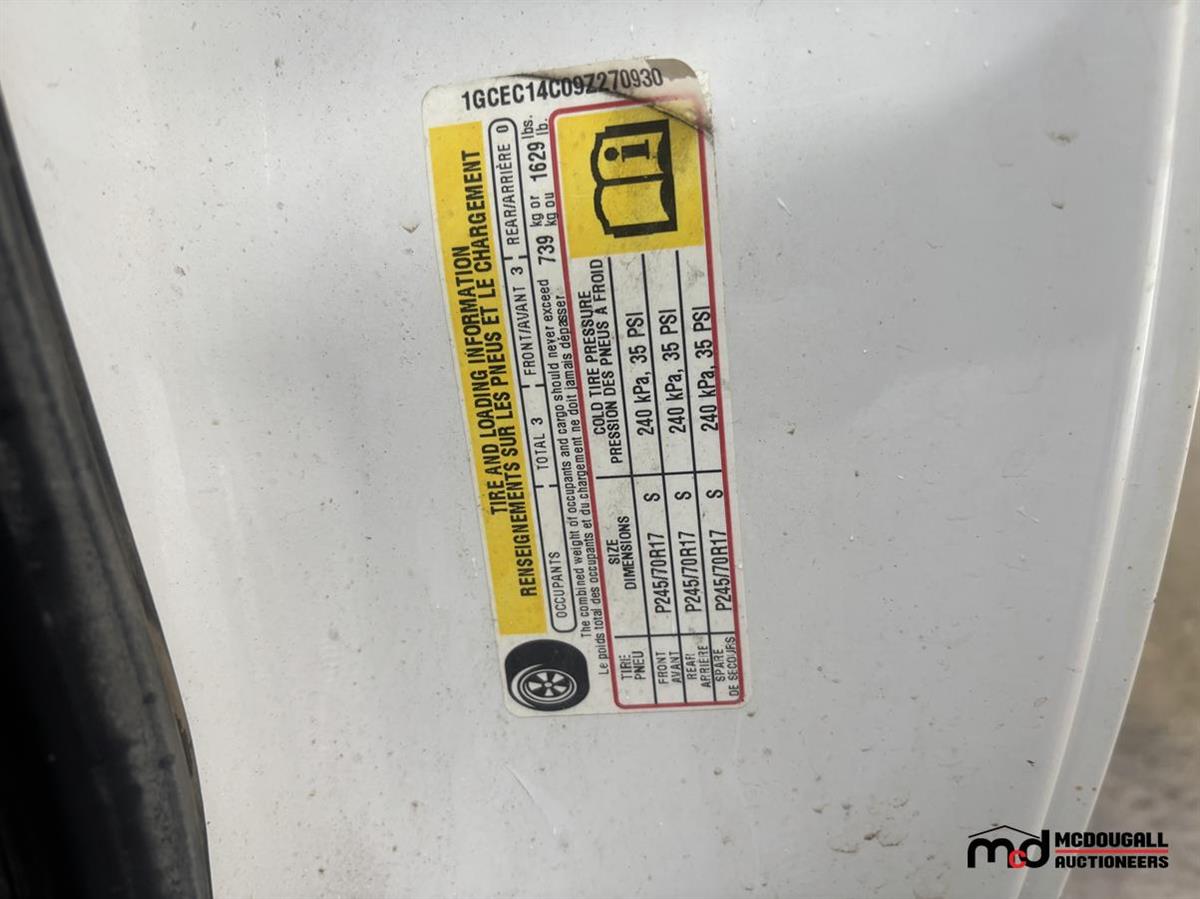 1GCEC14C09Z270930
TIRE AND LOADING INFORMATION
RENSEIGNEMENTS SUR LES PNEUS ET LE CHARGEMENT
OCCUPANTS TOTAL 3 FRONT/AVANT 3 REAR/ARRIÈRE 0
The combined weight of occupants and cargo should never exceed 739 kg or 1629 lbs.
Le poids total des occupants et du chargement ne doit jamais dépasser kg ou lb.
TIRE SIZE COLD TIRE PRESSURE
PNEU DIMENSIONS PRESSION DES PNEUS À FROID
FRONT
AVANT P245/70R17 S 240 kPa, 35 PSI
REAR
ARRIÈRE P245/70R17 S 240 kPa, 35 PSI
SPARE
DE SECOURS P245/70R17 S 240 kPa, 35 PSI
i
mcd MCDOUGALL
AUCTIONEERS